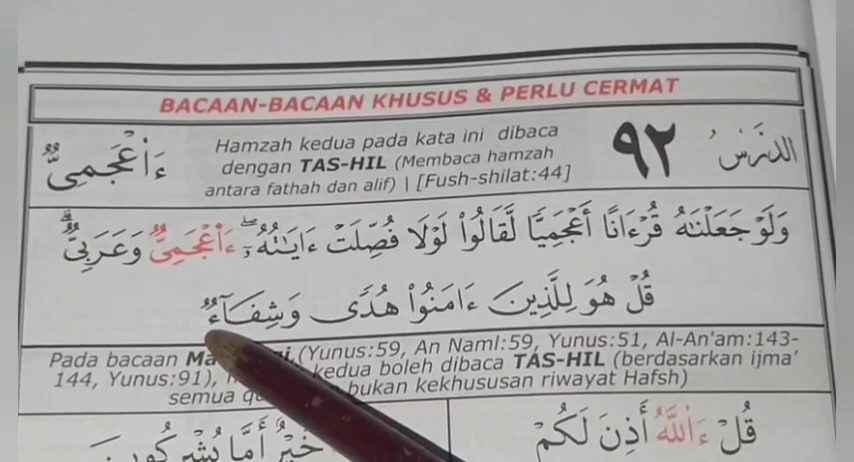 BACAAN-BACAAN KHUSUS & PERLU CERMAT
الدَّرْسُ ٩٢
Hamzah kedua pada kata ini dibaca
dengan TAS-HIL (Membaca hamzah
antara fathah dan alif) | [Fush-shilat:44]
ءَا۬عْجَمِىٌّ
وَلَوْ جَعَلْنَٰهُ قُرْءَانًا أَعْجَمِيًّا لَّقَالُوا۟ لَوْلَا فُصِّلَتْ ءَايَٰتُهُۥٓ ۖ ءَا۬عْجَمِىٌّ وَعَرَبِىٌّ ۗ
قُلْ هُوَ لِلَّذِينَ ءَامَنُوا۟ هُدًى وَشِفَآءٌ
Pada bacaan (Yunus:59, An Naml:59, Yunus:51, Al-An'am:143-
144, Yunus:91), kedua boleh dibaca TAS-HIL (berdasarkan ijma'
semua bukan kekhususan riwayat Hafsh)
قُلْ ءَآللَّهُ أَذِنَ لَكُمْ
خَيْرٌ أَمَّا يُشْرِكُونَ